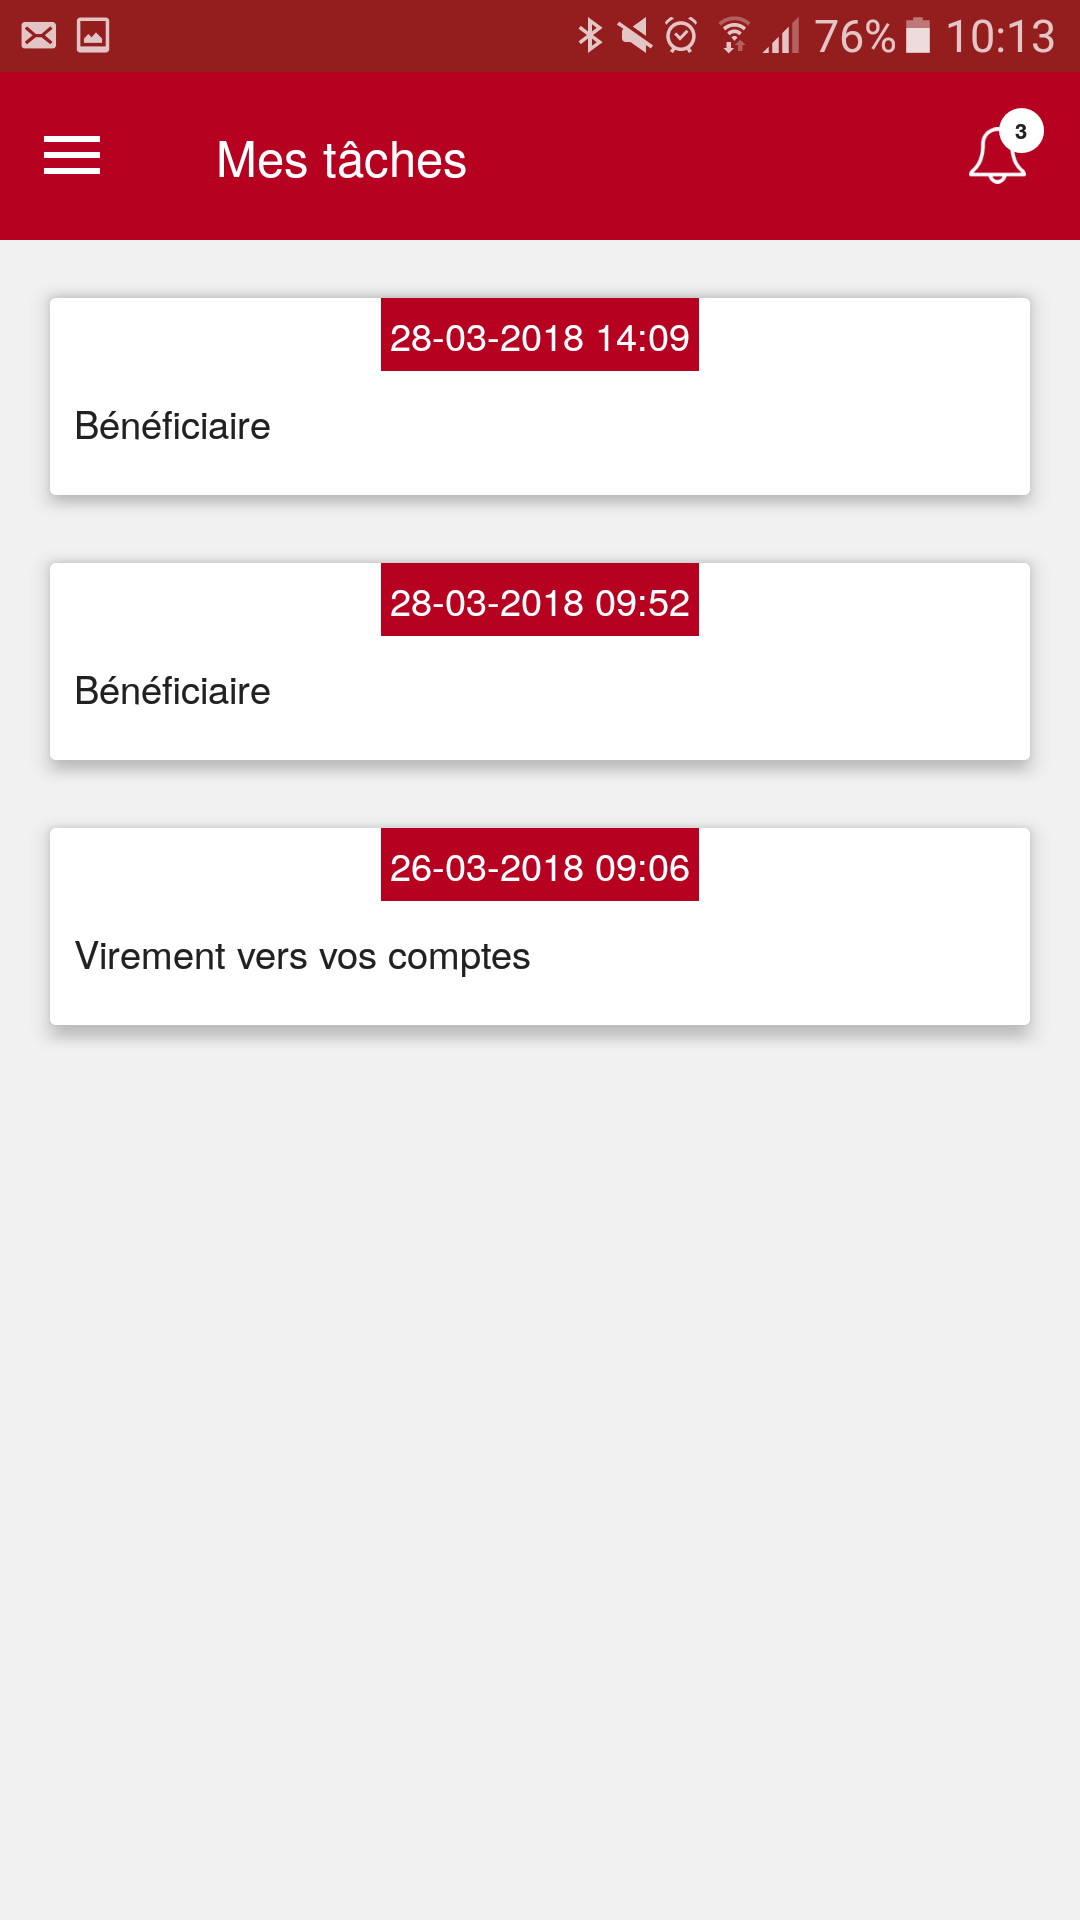 76% 10:13
Mes tâches
3
28-03-2018 14:09
Bénéficiaire
28-03-2018 09:52
Bénéficiaire
26-03-2018 09:06
Virement vers vos comptes